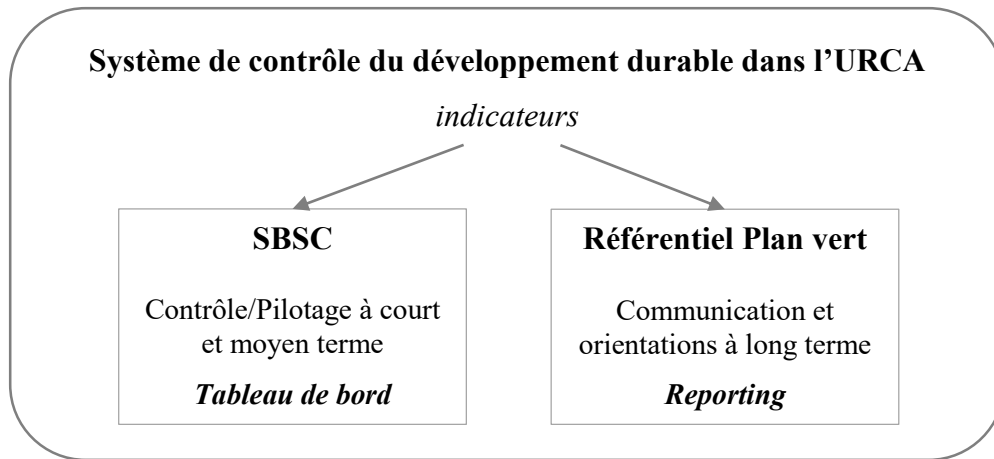 Système de contrôle du développement durable dans l’URCA
indicateurs
SBSC
Contrôle/Pilotage à court
et moyen terme
Tableau de bord
Référentiel Plan vert
Communication et
orientations à long terme
Reporting